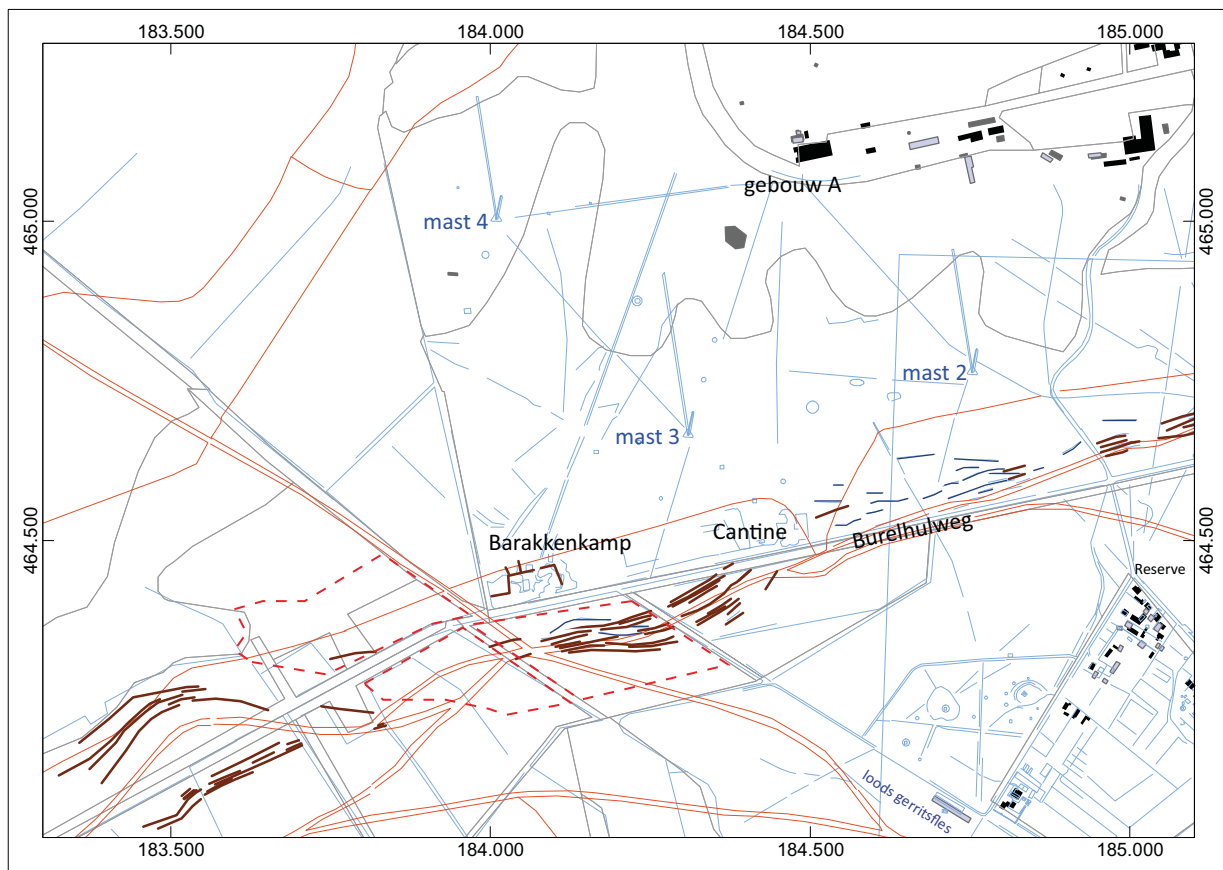 183.500 184.000 184.500 185.000
gebouw A
465.000 465.000
mast 4
mast 2
mast 3
Cantine
Burelhulweg
464.500 464.500
Barakkenkamp
Reserve
loods gerritsfles
183.500 184.000 184.500 185.000